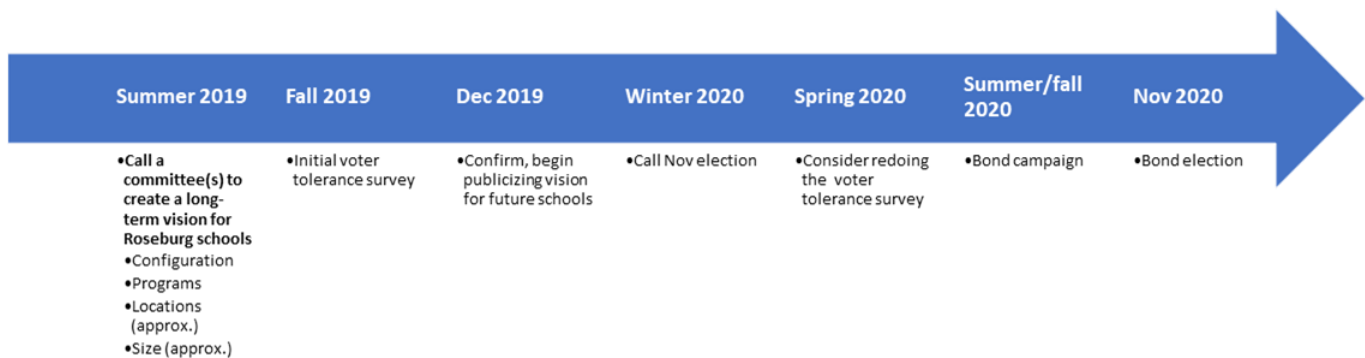 Summer 2019
Fall 2019
Dec 2019
Winter 2020
Spring 2020
Summer/fall
2020
Nov 2020
•Call a
committee(s) to
create a long-
term vision for
Roseburg schools
•Configuration
•Programs
•Locations
(approx.)
•Size (approx.)
•Initial voter
tolerance survey
•Confirm, begin
publicizing vision
for future schools
•Call Nov election
•Consider redoing
the voter
tolerance survey
•Bond campaign
•Bond election